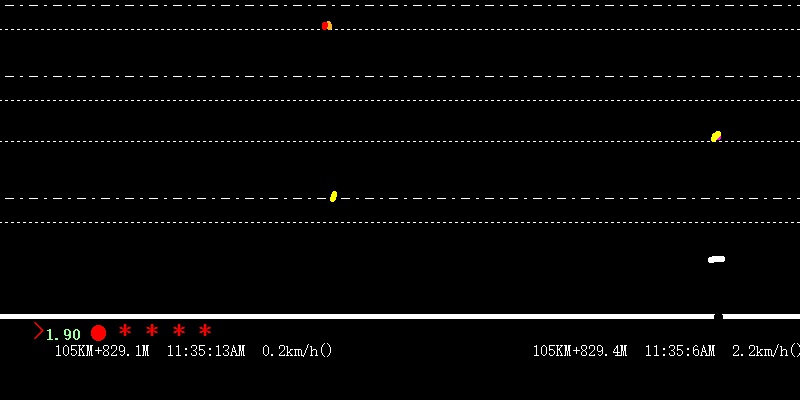 1.90 ● * * * *
105KM+829.1M 11:35:13AM 0.2km/h() 105KM+829.4M 11:35:6AM 2.2km/h()